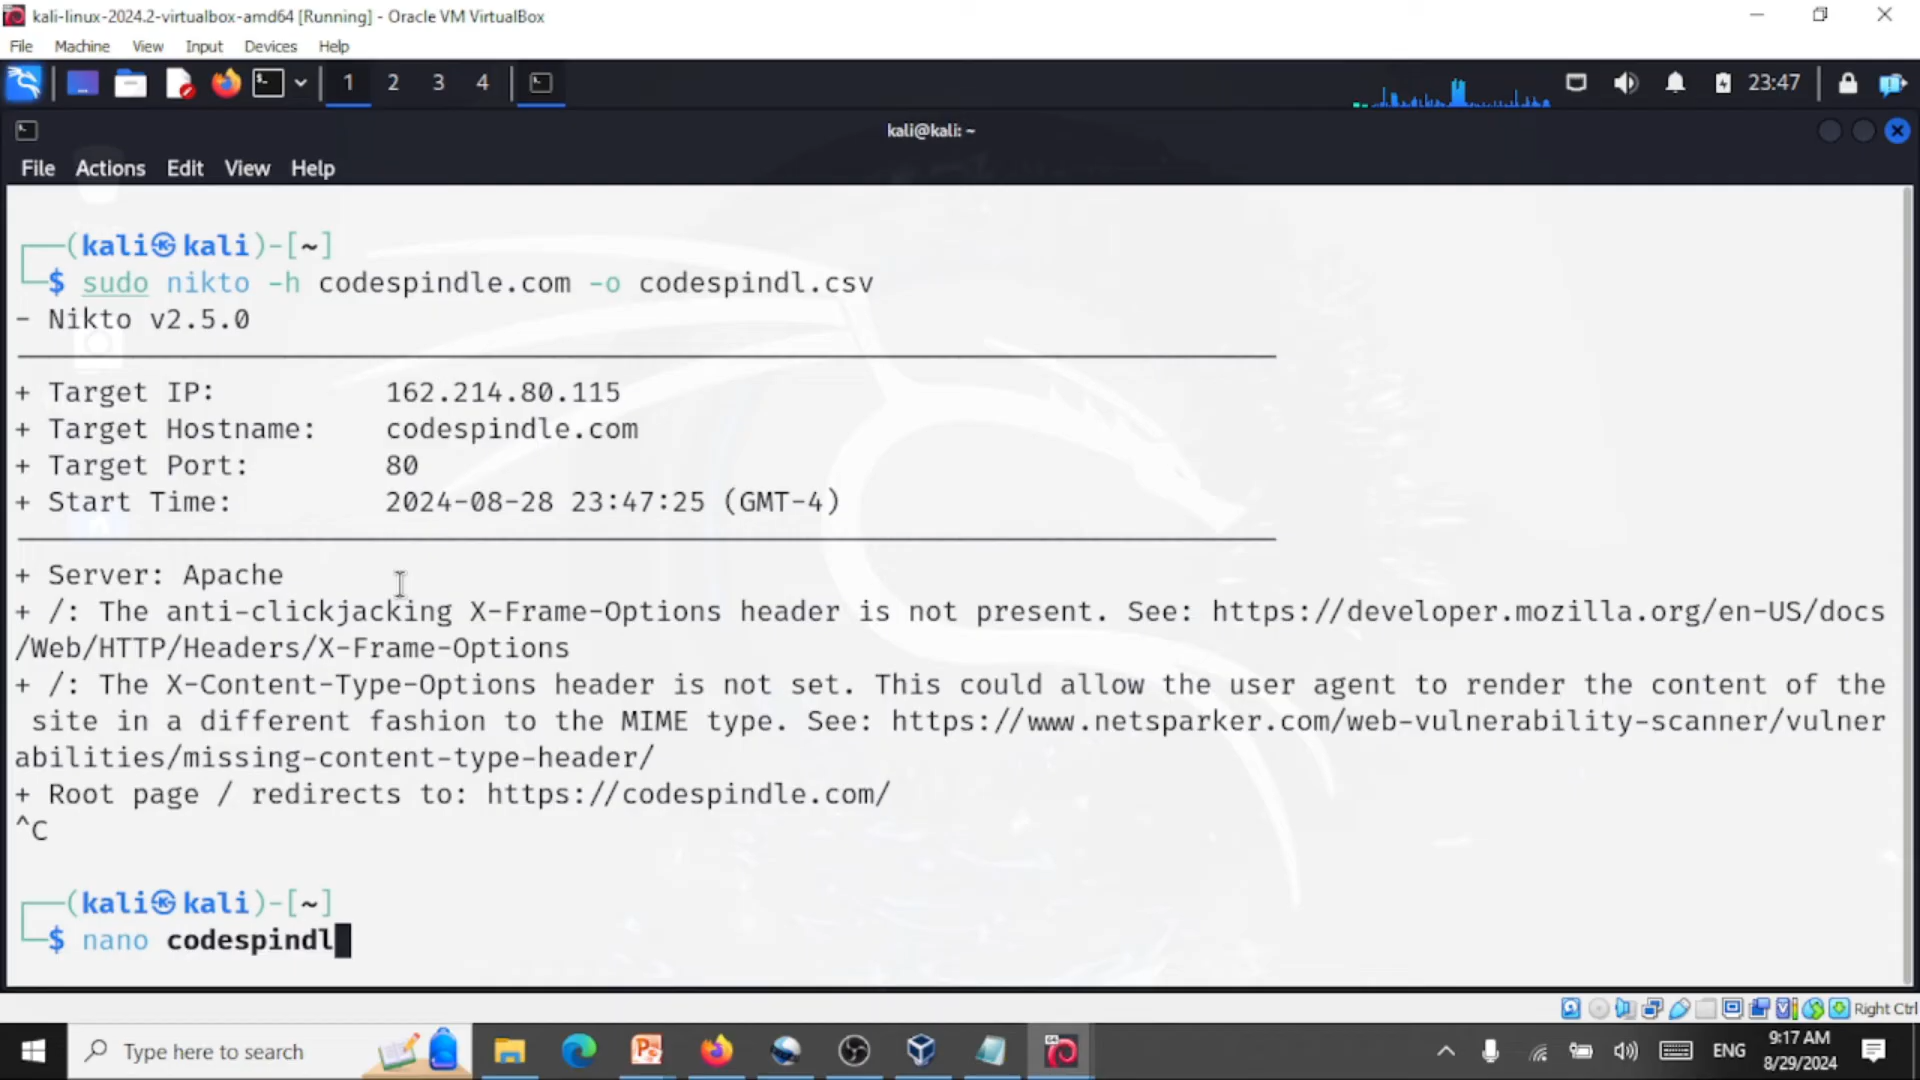 kali-linux-2024.2-virtualbox-amd64 [Running] - Oracle VM VirtualBox
File Machine View Input Devices Help
1 2 3 4 23:47
kali@kali: ~
File Actions Edit View Help
(kali㉿kali)-[~]
$ sudo nikto -h codespindle.com -o codespindl.csv
- Nikto v2.5.0
+ Target IP: 162.214.80.115
+ Target Hostname: codespindle.com
+ Target Port: 80
+ Start Time: 2024-08-28 23:47:25 (GMT-4)
+ Server: Apache
+ /: The anti-clickjacking X-Frame-Options header is not present. See: https://developer.mozilla.org/en-US/docs
/Web/HTTP/Headers/X-Frame-Options
+ /: The X-Content-Type-Options header is not set. This could allow the user agent to render the content of the
site in a different fashion to the MIME type. See: https://www.netsparker.com/web-vulnerability-scanner/vulner
abilities/missing-content-type-header/
+ Root page / redirects to: https://codespindle.com/
^C
(kali㉿kali)-[~]
$ nano codespindl
Right Ctrl
Type here to search
ENG
9:17 AM
8/29/2024